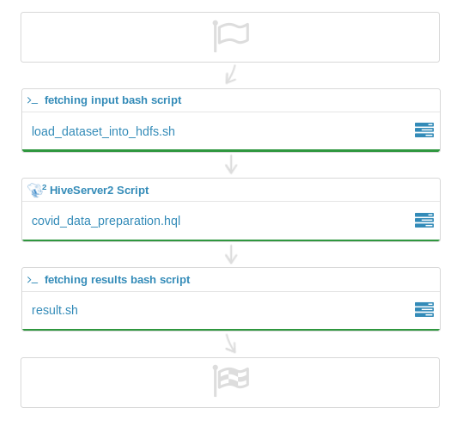 >_ fetching input bash script
load_dataset_into_hdfs.sh
2 HiveServer2 Script
covid_data_preparation.hql
>_ fetching results bash script
result.sh